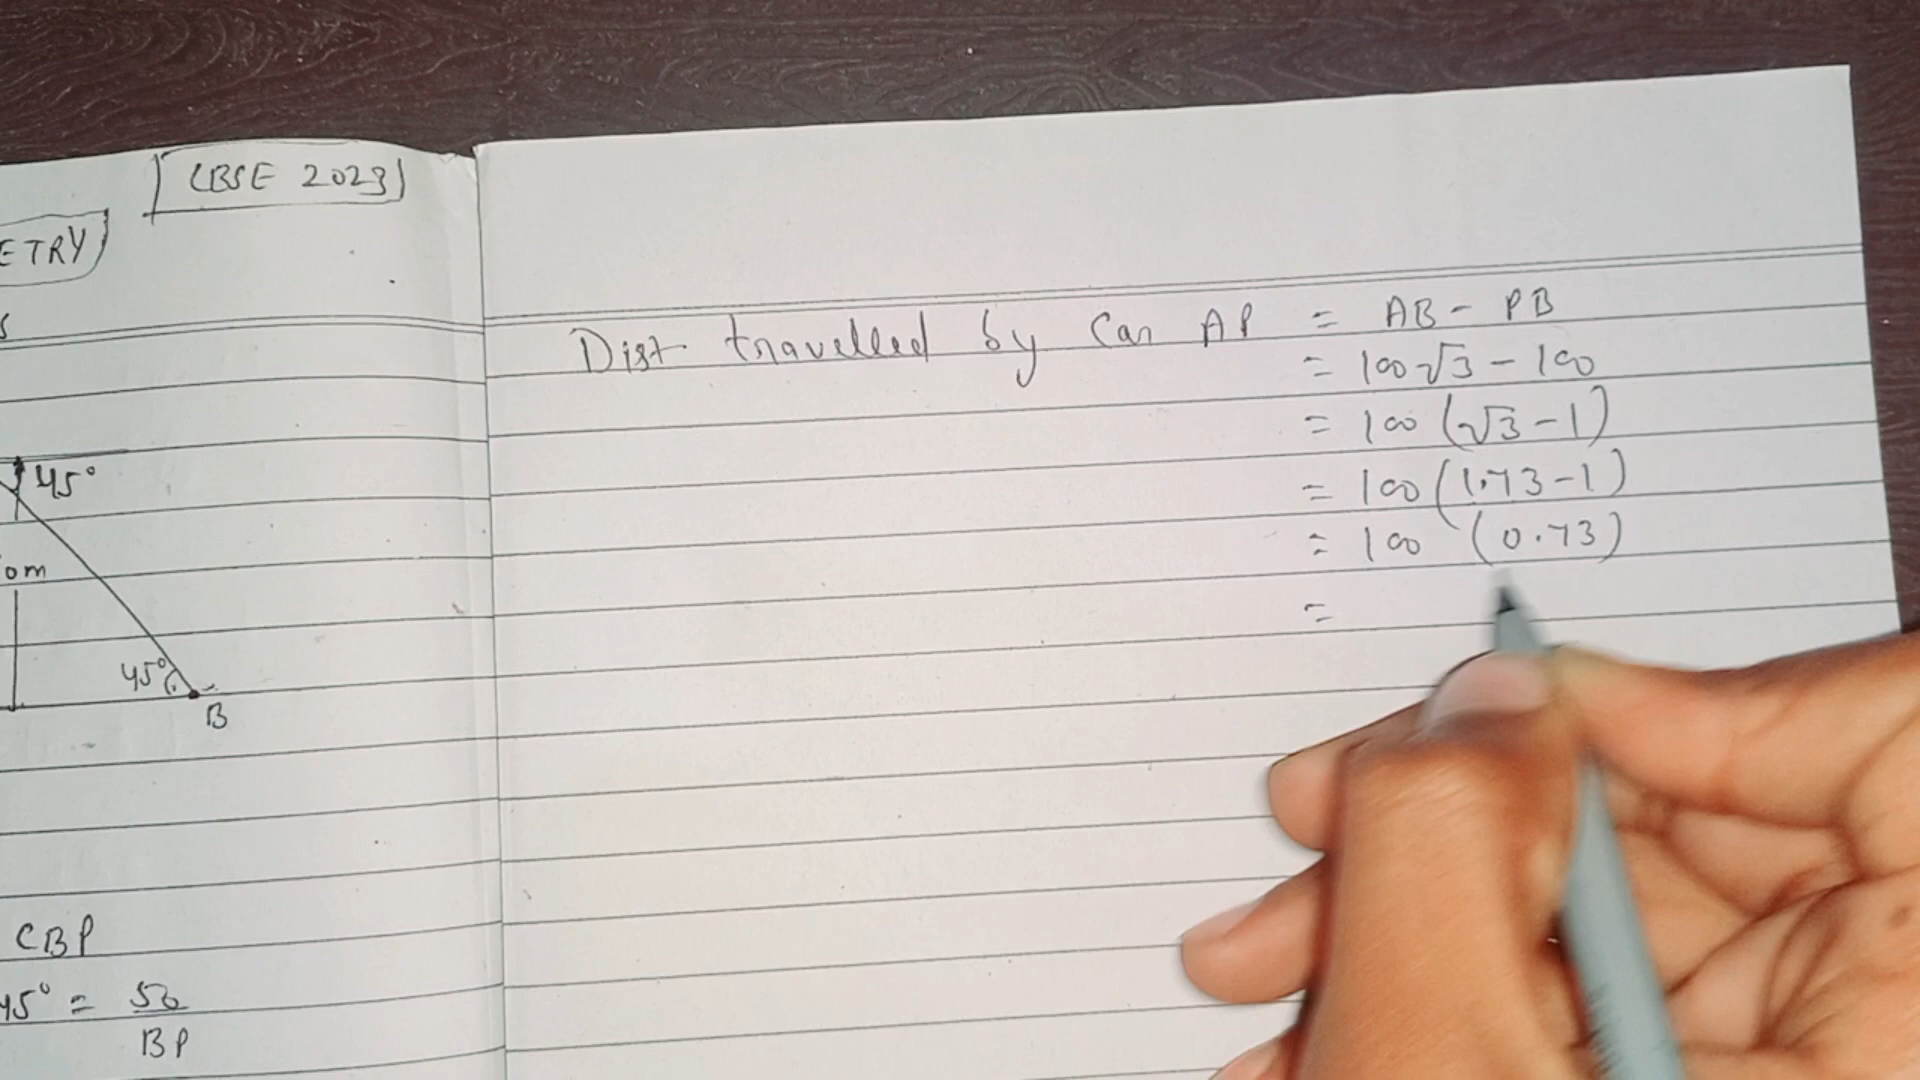 CBSE 2023
ETRY
45°
0m
45°
B
CBP
45° = 50
BP
Dist travelled by Car AP = AB - PB
= 100√3 - 100
= 100 (√3 - 1)
= 100 (1.73 - 1)
= 100 (0.73)
=